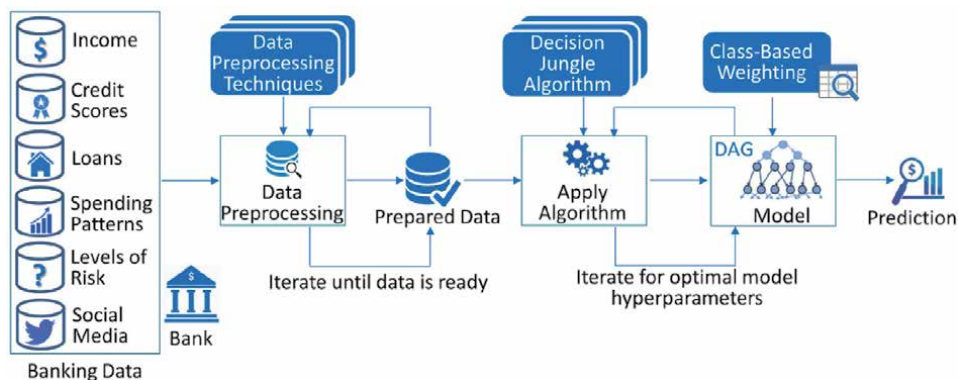 Income
Credit
Scores
Loans
Spending
Patterns
Levels of
Risk
Social
Media
Banking Data
Bank
Data
Preprocessing
Techniques
Data
Preprocessing
Prepared Data
Iterate until data is ready
Decision
Jungle
Algorithm
Apply
Algorithm
Iterate for optimal model
hyperparameters
Class-Based
Weighting
DAG
Model
Prediction
$
?
$
$